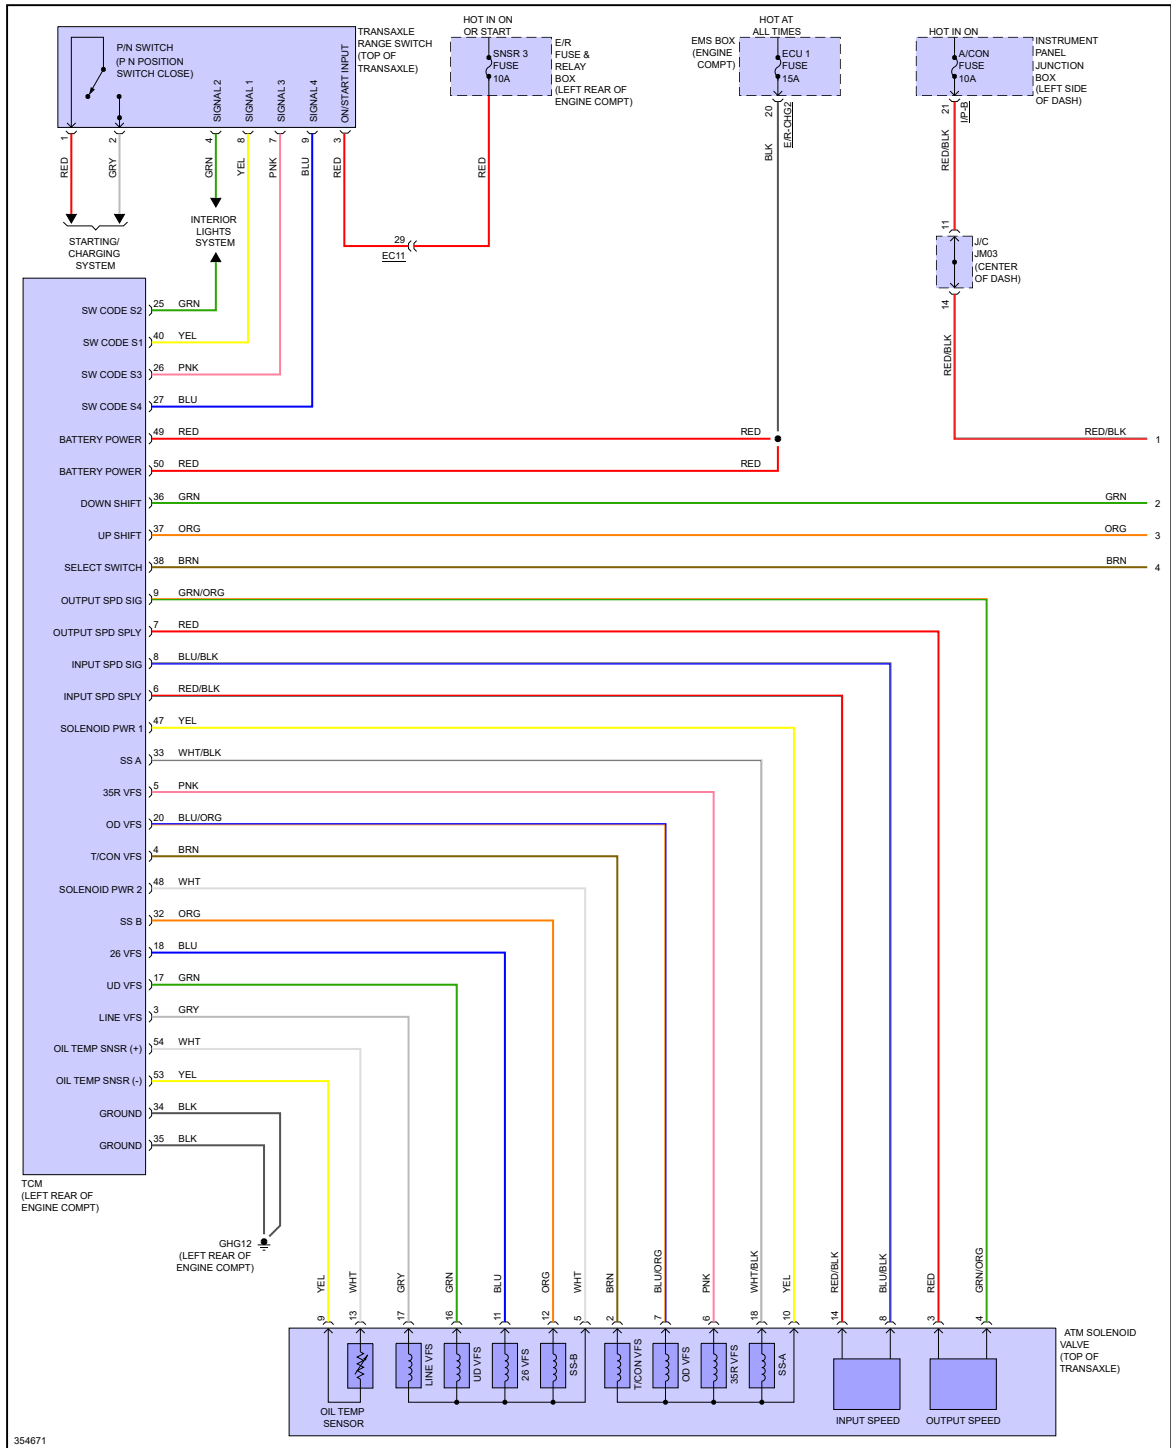 HOT IN ON
OR START
HOT AT
ALL TIMES
HOT IN ON
P/N SWITCH
(P N POSITION
SWITCH CLOSE)
SIGNAL 2
SIGNAL 1
SIGNAL 3
SIGNAL 4
ON/START INPUT
TRANSAXLE
RANGE SWITCH
(TOP OF
TRANSAXLE)
SNSR 3
FUSE
10A
E/R
FUSE &
RELAY
BOX
(LEFT REAR OF
ENGINE COMPT)
EMS BOX
(ENGINE
COMPT)
ECU 1
FUSE
15A
A/CON
FUSE
10A
INSTRUMENT
PANEL
JUNCTION
BOX
(LEFT SIDE
OF DASH)
1
2
4
8
7
9
3
20
E/R-CHG2
21
I/P-B
RED
GRY
GRN
YEL
PNK
BLU
RED
RED
BLK
RED/BLK
STARTING/
CHARGING
SYSTEM
INTERIOR
LIGHTS
SYSTEM
29
EC11
11
J/C
JM03
(CENTER
OF DASH)
14
RED/BLK
SW CODE S2 25 GRN
SW CODE S1 40 YEL
SW CODE S3 26 PNK
SW CODE S4 27 BLU
BATTERY POWER 49 RED RED RED/BLK 1
BATTERY POWER 50 RED RED
DOWN SHIFT 36 GRN GRN 2
UP SHIFT 37 ORG ORG 3
SELECT SWITCH 38 BRN BRN 4
OUTPUT SPD SIG 9 GRN/ORG
OUTPUT SPD SPLY 7 RED
INPUT SPD SIG 8 BLU/BLK
INPUT SPD SPLY 6 RED/BLK
SOLENOID PWR 1 47 YEL
SS A 33 WHT/BLK
35R VFS 5 PNK
OD VFS 20 BLU/ORG
T/CON VFS 4 BRN
SOLENOID PWR 2 48 WHT
SS B 32 ORG
26 VFS 18 BLU
UD VFS 17 GRN
LINE VFS 3 GRY
OIL TEMP SNSR (+) 54 WHT
OIL TEMP SNSR (-) 53 YEL
GROUND 34 BLK
GROUND 35 BLK
TCM
(LEFT REAR OF
ENGINE COMPT)
GHG12
(LEFT REAR OF
ENGINE COMPT)
YEL
WHT
GRY
GRN
BLU
ORG
WHT
BRN
BLU/ORG
PNK
WHT/BLK
YEL
RED/BLK
BLU/BLK
RED
GRN/ORG
9
13
17
16
11
12
5
2
7
6
18
10
14
8
3
4
ATM SOLENOID
VALVE
(TOP OF
TRANSAXLE)
LINE VFS
UD VFS
26 VFS
SS-B
T/CON VFS
OD VFS
35R VFS
SS-A
OIL TEMP
SENSOR
INPUT SPEED
OUTPUT SPEED
354671